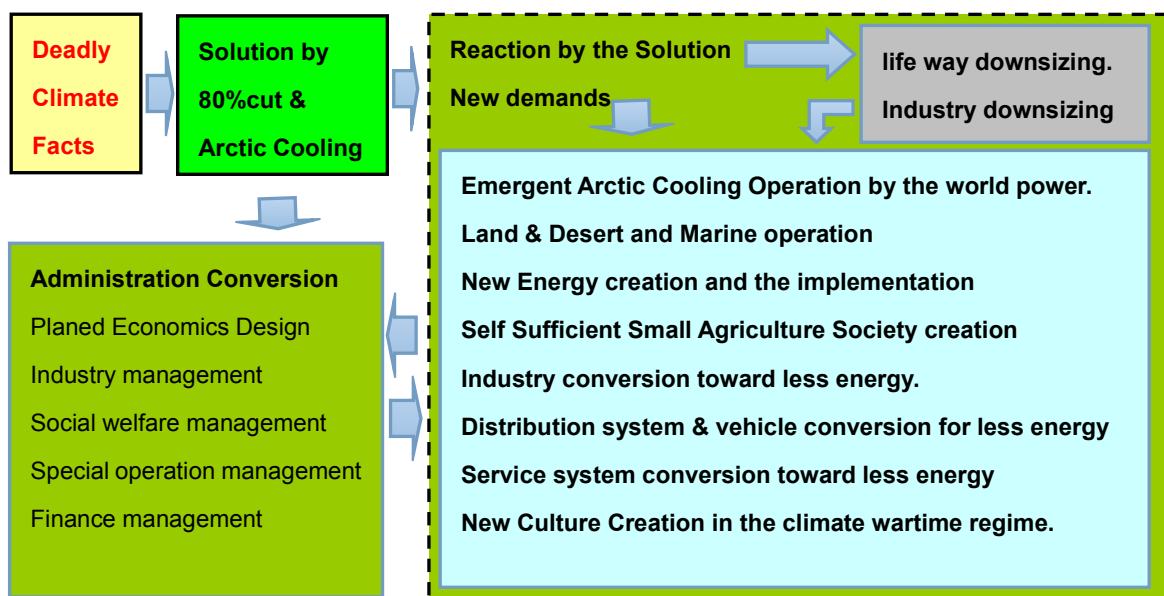 Deadly
Climate
Facts
Solution by
80%cut &
Arctic Cooling
Reaction by the Solution
New demands
life way downsizing.
Industry downsizing
Emergent Arctic Cooling Operation by the world power.
Land & Desert and Marine operation
New Energy creation and the implementation
Self Sufficient Small Agriculture Society creation
Industry conversion toward less energy.
Distribution system & vehicle conversion for less energy
Service system conversion toward less energy
New Culture Creation in the climate wartime regime.
Administration Conversion
Planed Economics Design
Industry management
Social welfare management
Special operation management
Finance management